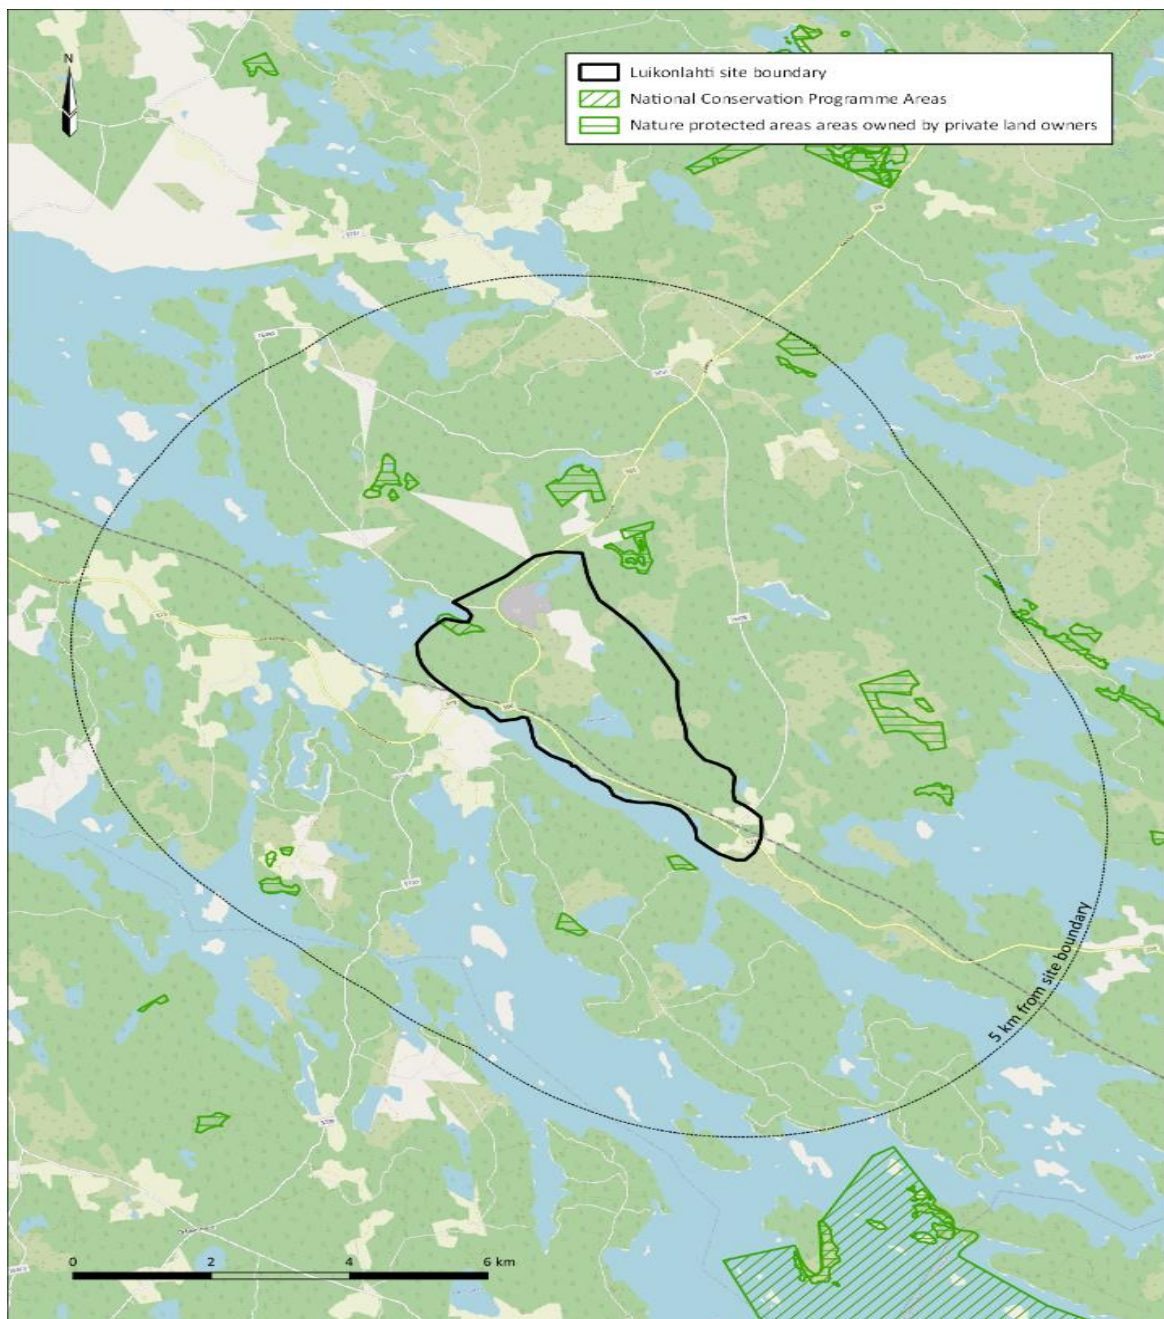 N
Luikonlahti site boundary
National Conservation Programme Areas
Nature protected areas areas owned by private land owners
5 km from site boundary
0 2 4 6 km